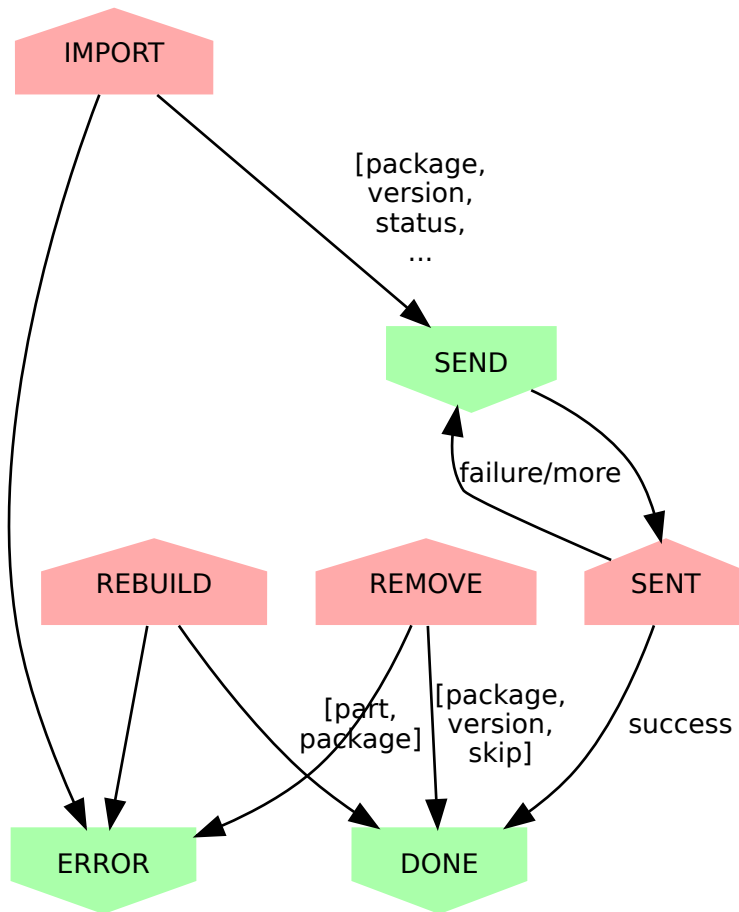 IMPORT
[package,
version,
status,
...
SEND
failure/more
REBUILD
REMOVE
SENT
[part,
package]
[package,
version,
skip]
success
ERROR
DONE